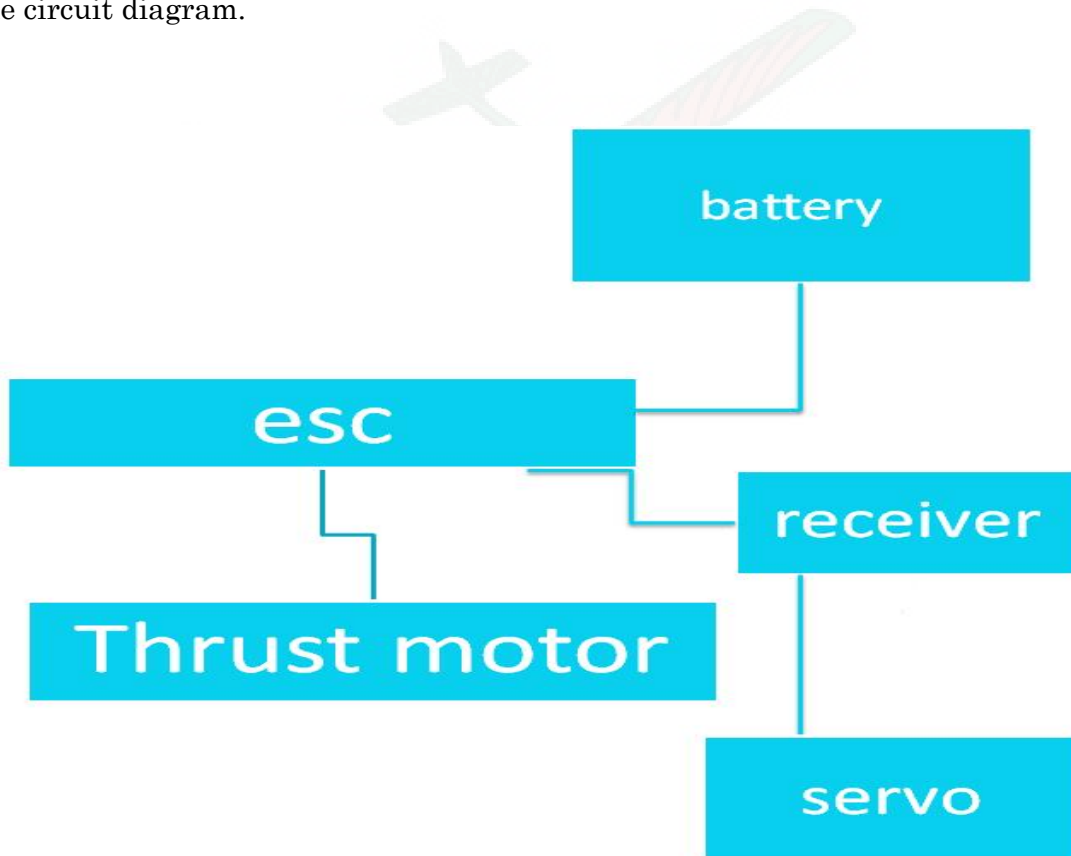 e circuit diagram.
battery
esc
receiver
Thrust motor
servo